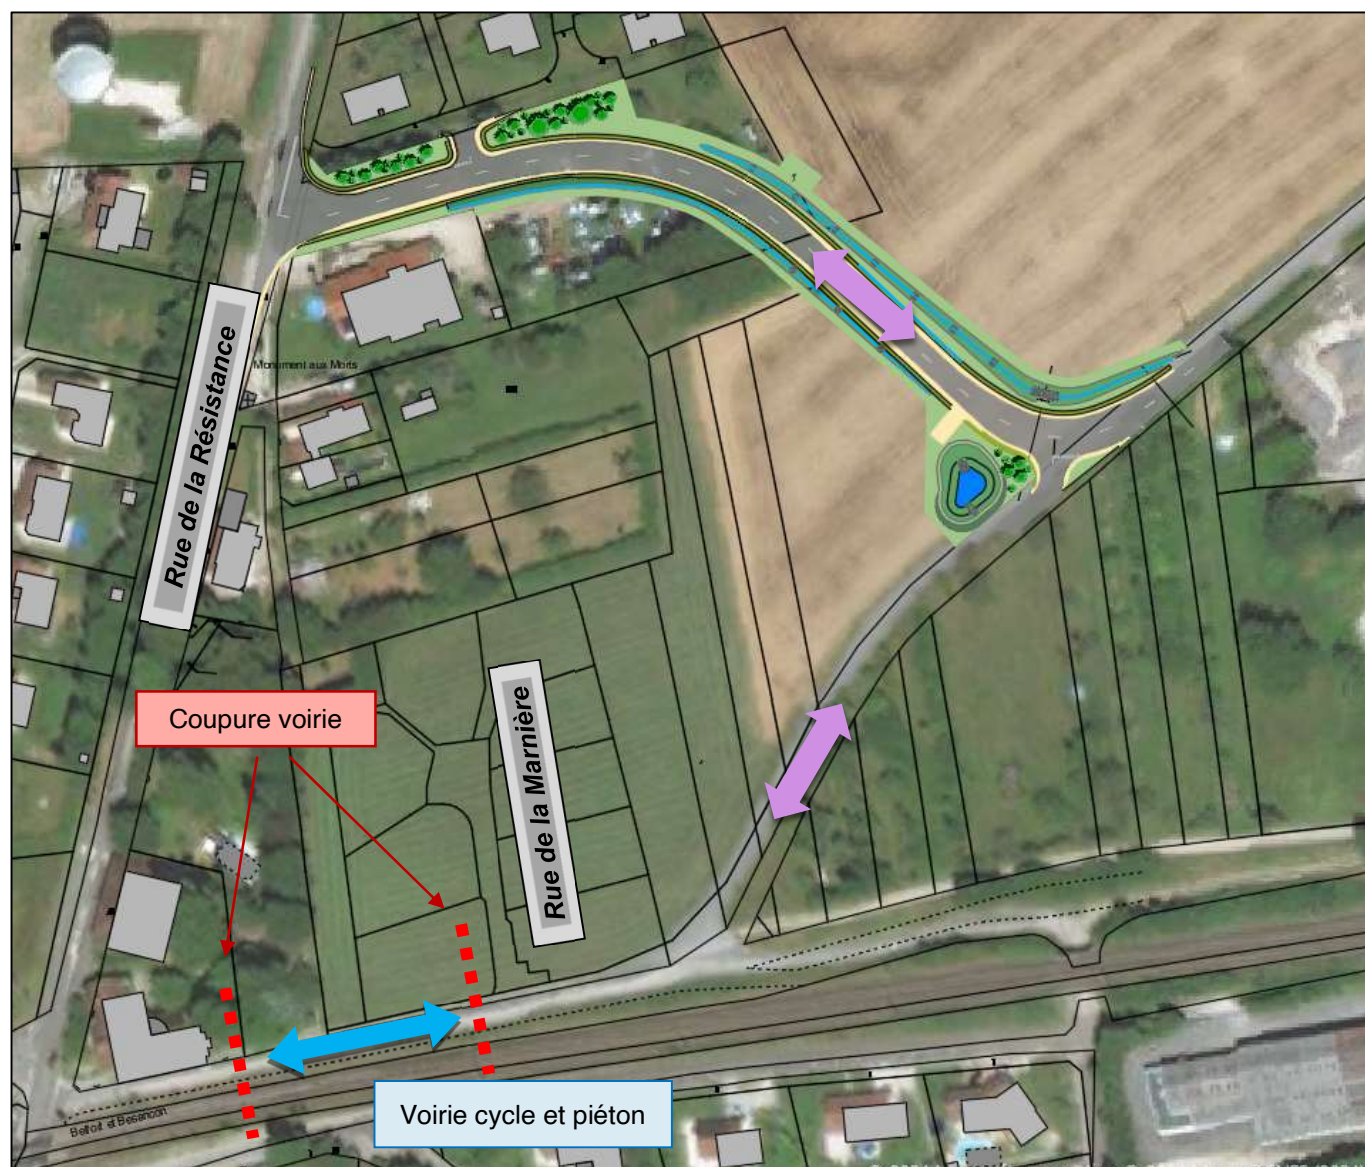 Monument aux Morts
Rue de la Résistance
Coupure voirie
Rue de la Marnière
Voirie cycle et piéton
Belfort et Besancon